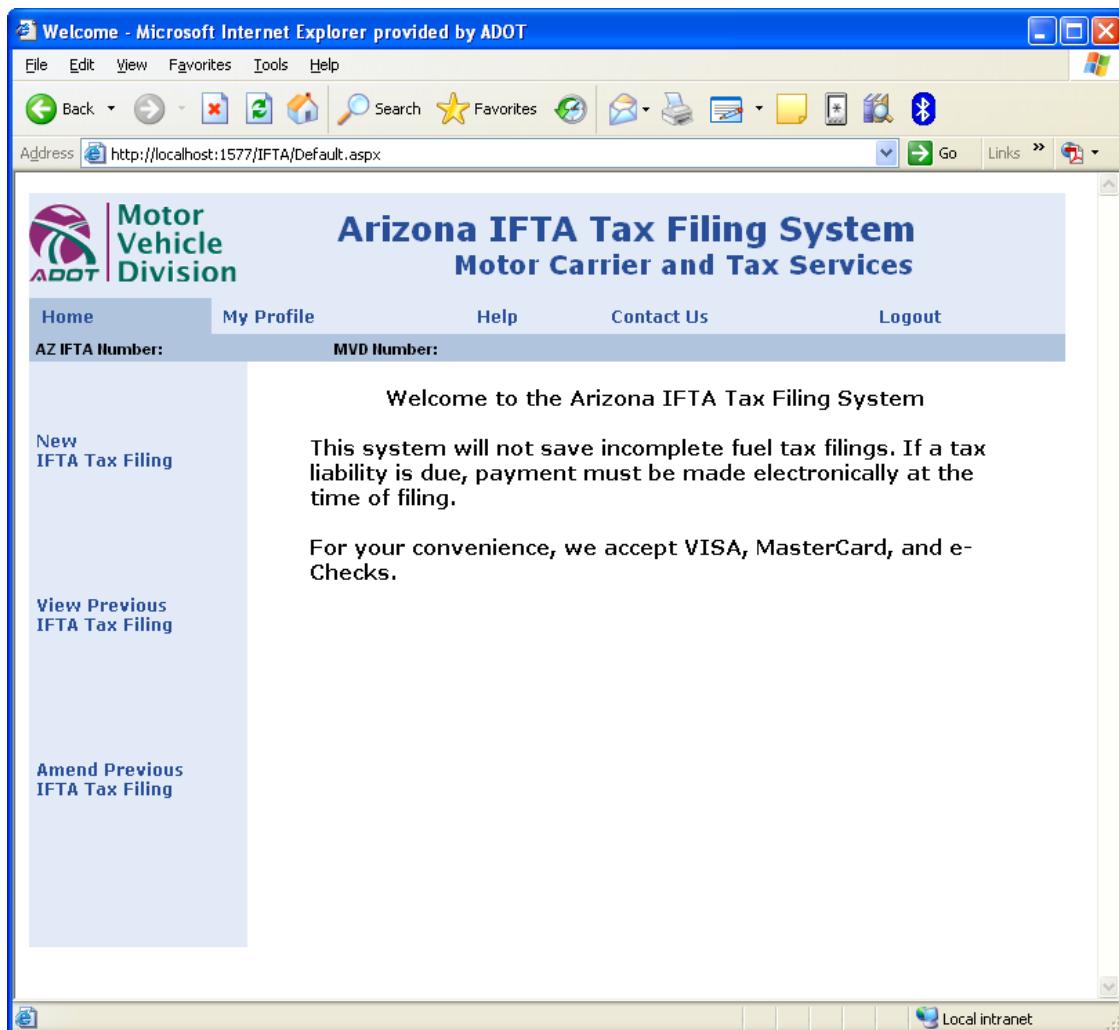 Welcome - Microsoft Internet Explorer provided by ADOT
File Edit View Favorites Tools Help
Back Search Favorites
Address http://localhost:1577/IFTA/Default.aspx Go Links »
Motor
Vehicle
Division
ADOT
Arizona IFTA Tax Filing System
Motor Carrier and Tax Services
Home My Profile Help Contact Us Logout
AZ IFTA Number: MVD Number:
New
IFTA Tax Filing
View Previous
IFTA Tax Filing
Amend Previous
IFTA Tax Filing
Welcome to the Arizona IFTA Tax Filing System
This system will not save incomplete fuel tax filings. If a tax
liability is due, payment must be made electronically at the
time of filing.
For your convenience, we accept VISA, MasterCard, and e-
Checks.
Local intranet